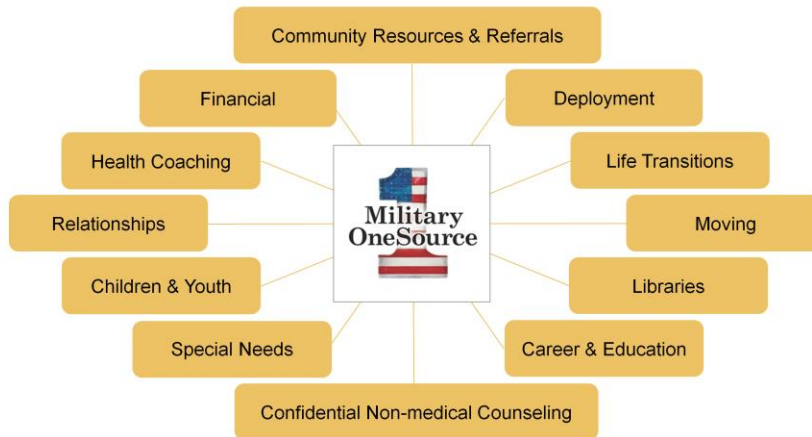 Community Resources & Referrals
Financial
Deployment
Health Coaching
Life Transitions
Military
OneSource
Relationships
Moving
Children & Youth
Libraries
Special Needs
Career & Education
Confidential Non-medical Counseling